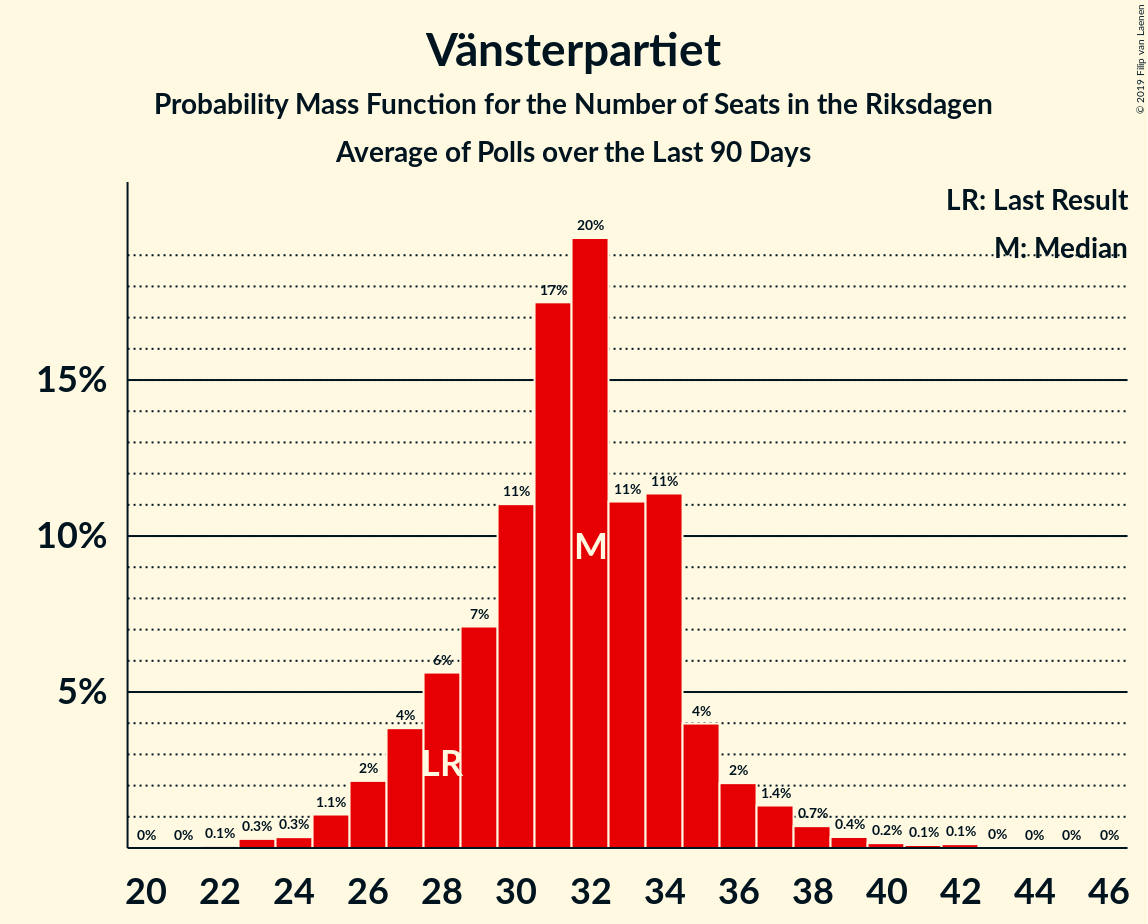 Vänsterpartiet
Probability Mass Function for the Number of Seats in the Riksdagen
Average of Polls over the Last 90 Days
© 2019 Filip van Laenen
LR: Last Result
M: Median
15%
10%
5%
0% 0% 0.1% 0.3% 0.3% 1.1% 2% 4% 6% 7% 11% 17% 20% 11% 11% 4% 2% 1.4% 0.7% 0.4% 0.2% 0.1% 0.1% 0% 0% 0% 0%
LR
M
20 22 24 26 28 30 32 34 36 38 40 42 44 46